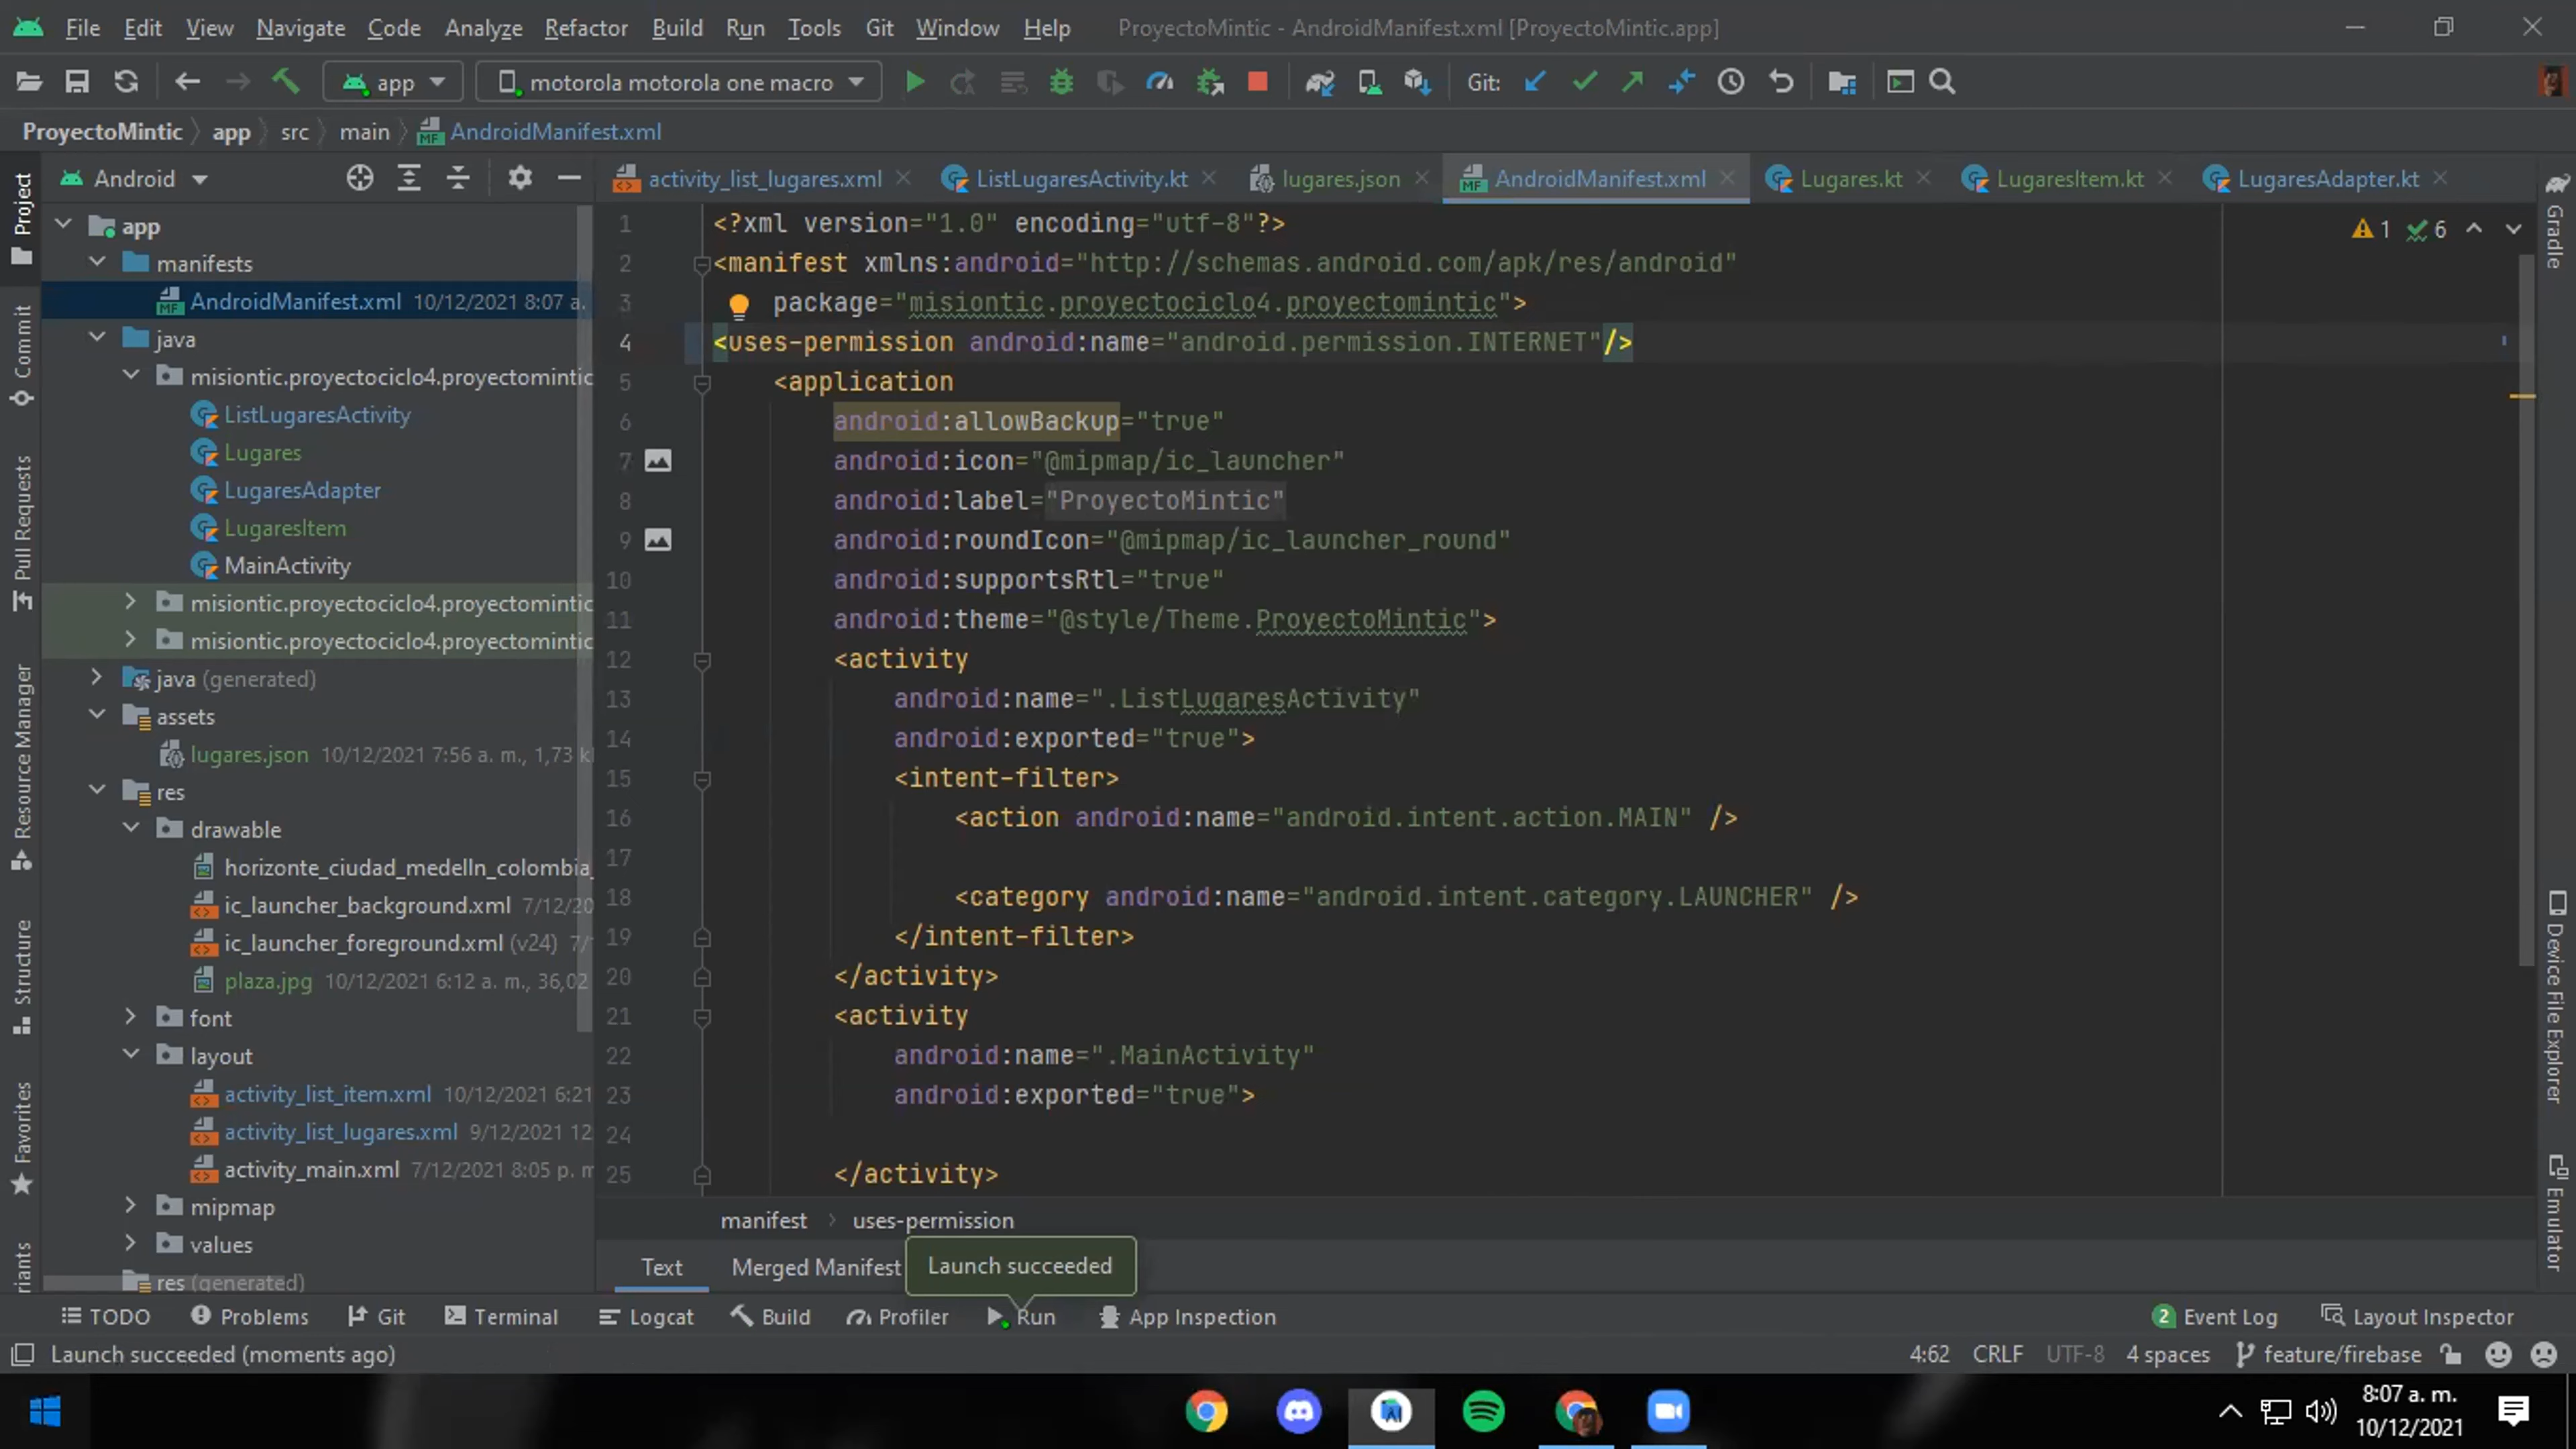 File Edit View Navigate Code Analyze Refactor Build Run Tools Git Window Help ProyectoMintic - AndroidManifest.xml [ProyectoMintic.app]
app motorola motorola one macro Git:
ProyectoMintic app src main AndroidManifest.xml
Android
activity_list_lugares.xml ListLugaresActivity.kt lugares.json AndroidManifest.xml Lugares.kt LugaresItem.kt LugaresAdapter.kt
Project
Commit
Pull Requests
Resource Manager
Structure
Favorites
app
manifests
AndroidManifest.xml 10/12/2021 8:07 a.
java
misiontic.proyectociclo4.proyectomintic
ListLugaresActivity
Lugares
LugaresAdapter
LugaresItem
MainActivity
misiontic.proyectociclo4.proyectomintic
misiontic.proyectociclo4.proyectomintic
java (generated)
assets
lugares.json 10/12/2021 7:56 a. m., 1,73 k
res
drawable
horizonte_ciudad_medelln_colombia_
ic_launcher_background.xml 7/12/20
ic_launcher_foreground.xml (v24) 7/
plaza.jpg 10/12/2021 6:12 a. m., 36,02
font
layout
activity_list_item.xml 10/12/2021 6:21
activity_list_lugares.xml 9/12/2021 12
activity_main.xml 7/12/2021 8:05 p. m
mipmap
values
res (generated)
1 <?xml version="1.0" encoding="utf-8"?>
2 <manifest xmlns:android="http://schemas.android.com/apk/res/android"
3 package="misiontic.proyectociclo4.proyectomintic">
4 <uses-permission android:name="android.permission.INTERNET"/>
5 <application
6 android:allowBackup="true"
7 android:icon="@mipmap/ic_launcher"
8 android:label="ProyectoMintic"
9 android:roundIcon="@mipmap/ic_launcher_round"
10 android:supportsRtl="true"
11 android:theme="@style/Theme.ProyectoMintic">
12 <activity
13 android:name=".ListLugaresActivity"
14 android:exported="true">
15 <intent-filter>
16 <action android:name="android.intent.action.MAIN" />
17
18 <category android:name="android.intent.category.LAUNCHER" />
19 </intent-filter>
20 </activity>
21 <activity
22 android:name=".MainActivity"
23 android:exported="true">
24
25 </activity>
1 6
Gradle
Device File Explorer
Emulator
manifest uses-permission
Text Merged Manifest
Launch succeeded
TODO Problems Git Terminal Logcat Build Profiler Run App Inspection 2 Event Log Layout Inspector
Launch succeeded (moments ago) 4:62 CRLF UTF-8 4 spaces feature/firebase
8:07 a. m.
10/12/2021